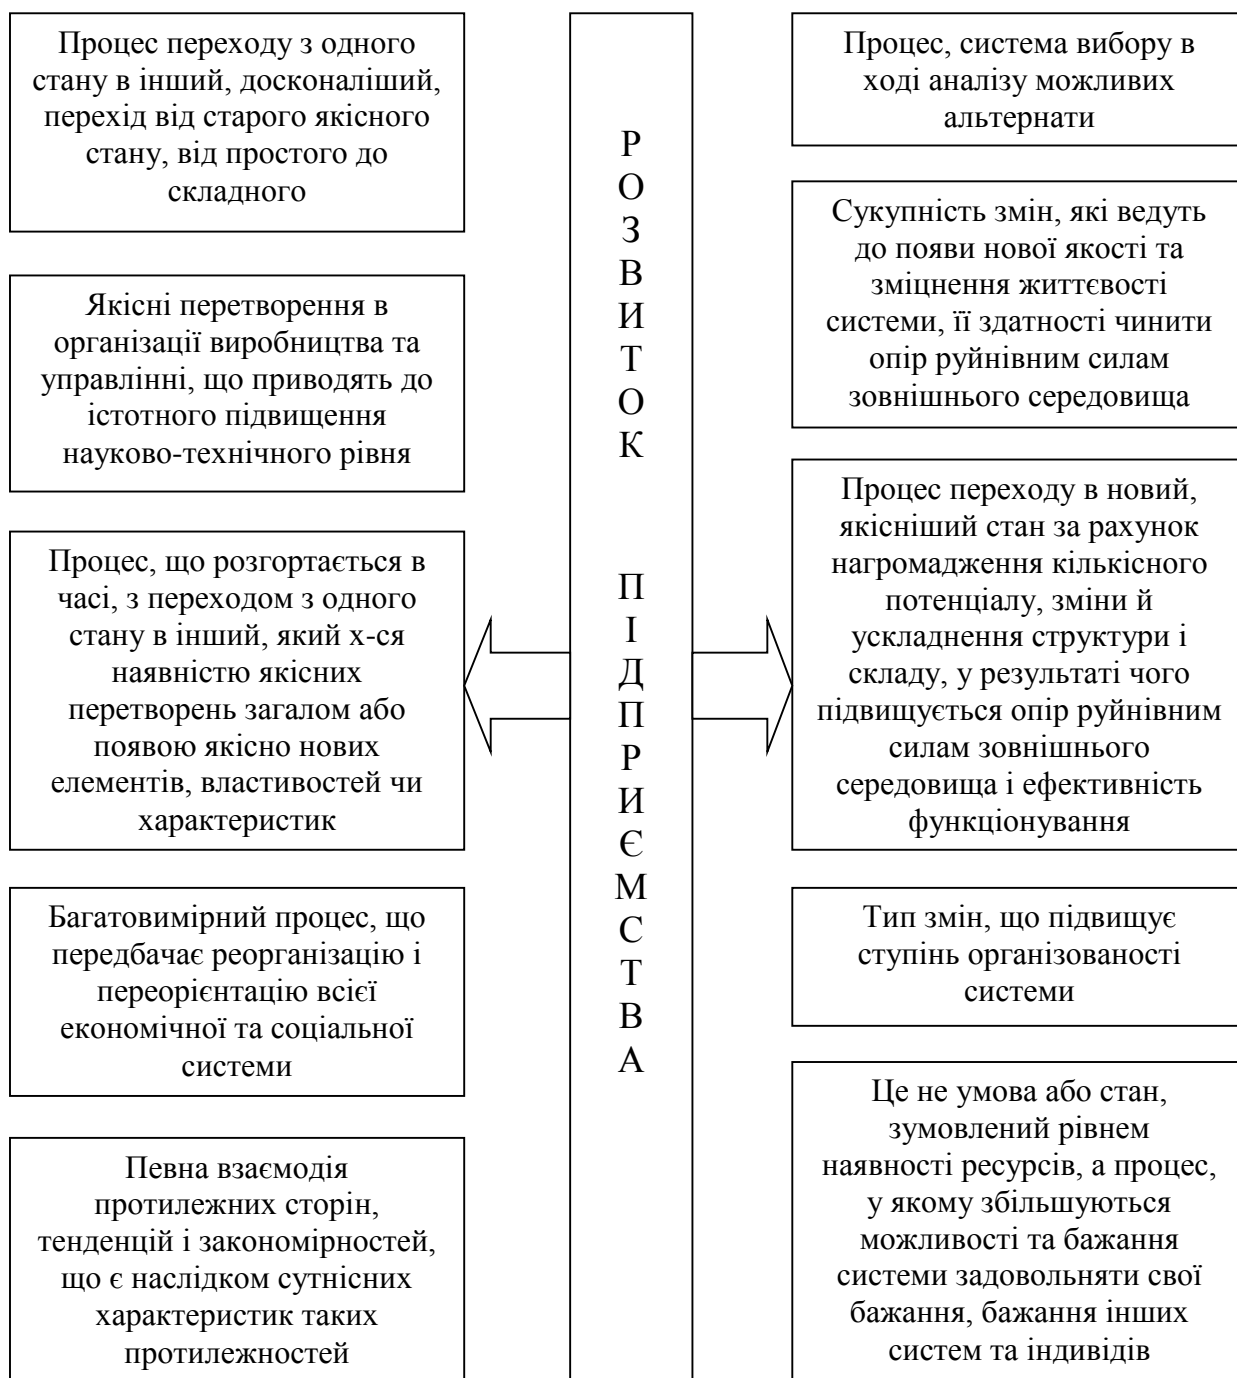 Процес переходу з одного
стану в інший, досконаліший,
перехід від старого якісного
стану, від простого до
складного
Якісні перетворення в
організації виробництва та
управлінні, що приводять до
істотного підвищення
науково-технічного рівня
Процес, що розгортається в
часі, з переходом з одного
стану в інший, який х-ся
наявністю якісних
перетворень загалом або
появою якісно нових
елементів, властивостей чи
характеристик
Багатовимірний процес, що
передбачає реорганізацію і
переорієнтацію всієї
економічної та соціальної
системи
Певна взаємодія
протилежних сторін,
тенденцій і закономірностей,
що є наслідком сутнісних
характеристик таких
протилежностей
РОЗВИТОК ПІДПРИЄМСТВА
Процес, система вибору в
ході аналізу можливих
альтернати
Сукупність змін, які ведуть
до появи нової якості та
зміцнення життєвості
системи, її здатності чинити
опір руйнівним силам
зовнішнього середовища
Процес переходу в новий,
якісніший стан за рахунок
нагромадження кількісного
потенціалу, зміни й
ускладнення структури і
складу, у результаті чого
підвищується опір руйнівним
силам зовнішнього
середовища і ефективність
функціонування
Тип змін, що підвищує
ступінь організованості
системи
Це не умова або стан,
зумовлений рівнем
наявності ресурсів, а процес,
у якому збільшуються
можливості та бажання
системи задовольняти свої
бажання, бажання інших
систем та індивідів